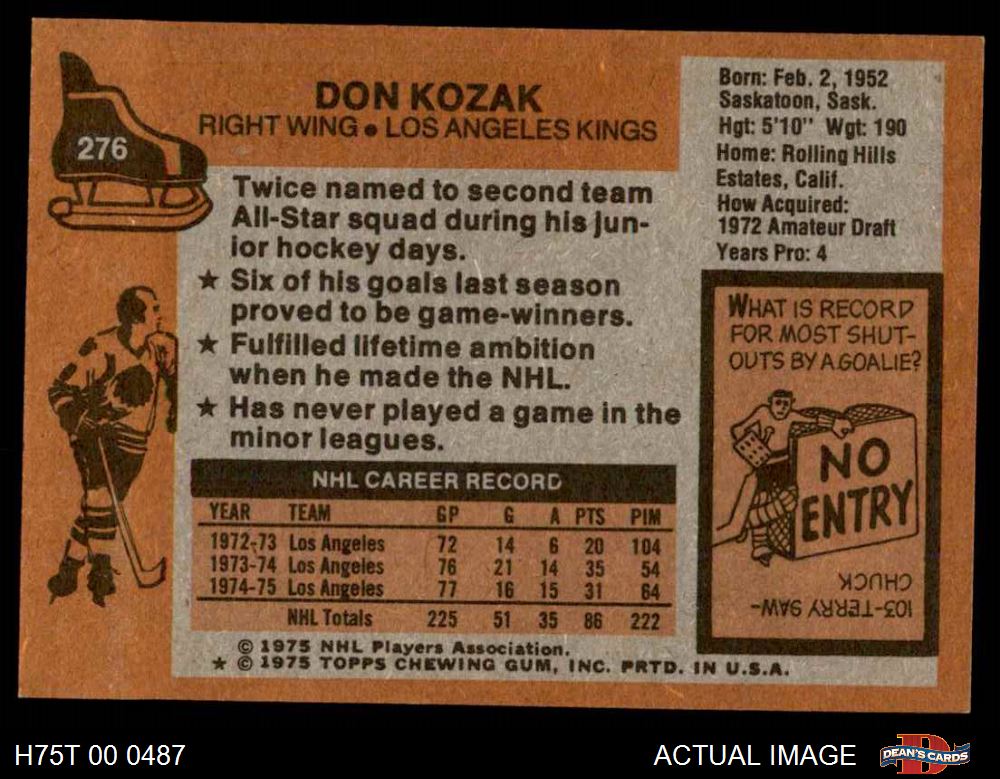 276
DON KOZAK
RIGHT WING • LOS ANGELES KINGS
Twice named to second team
All-Star squad during his jun-
ior hockey days.
★ Six of his goals last season
proved to be game-winners.
★ Fulfilled lifetime ambition
when he made the NHL.
★ Has never played a game in the
minor leagues.
Born: Feb. 2, 1952
Saskatoon, Sask.
Hgt: 5'10" Wgt: 190
Home: Rolling Hills
Estates, Calif.
How Acquired:
1972 Amateur Draft
Years Pro: 4
WHAT IS RECORD
FOR MOST SHUT-
OUTS BY A GOALIE?
NO
ENTRY
103-TERRY SAW-
CHUCK
NHL CAREER RECORD
YEAR TEAM GP G A PTS PIM
1972-73 Los Angeles 72 14 6 20 104
1973-74 Los Angeles 76 21 14 35 54
1974-75 Los Angeles 77 16 15 31 64
NHL Totals 225 51 35 86 222
© 1975 NHL Players Association.
★ © 1975 TOPPS CHEWING GUM, INC. PRTD. IN U.S.A.
H75T 00 0487
ACTUAL IMAGE
D
DEAN'S CARDS